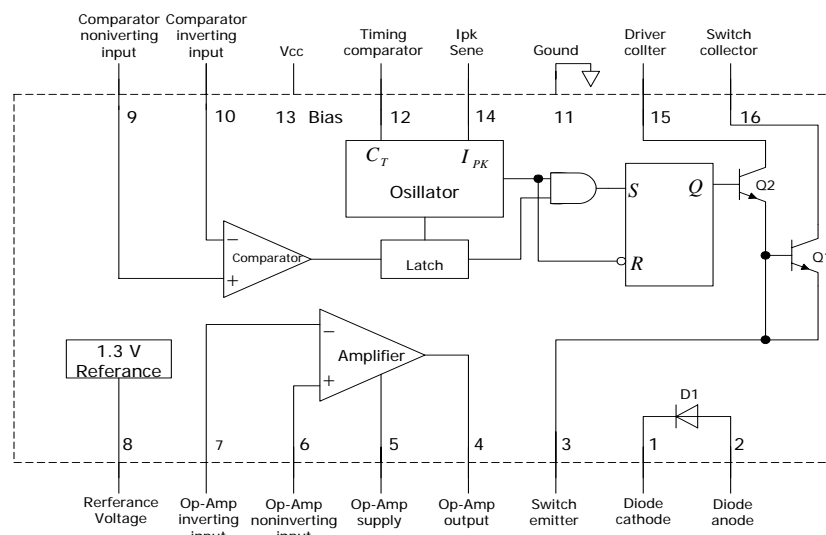 Comparator
noniverting
input
Comparator
inverting
input
Vcc
Timing
comparator
Ipk
Sene
Gound
Driver
collter
Switch
collector
9
10
13 Bias
12
14
11
15
16
C_T
I_PK
Osillator
S
Q
R
Q2
Q1
Comparator
−
+
Latch
Amplifier
−
+
1.3 V
Referance
D1
8
7
6
5
4
3
1
2
Rerferance
Voltage
Op-Amp
inverting
input
Op-Amp
noninverting
input
Op-Amp
supply
Op-Amp
output
Switch
emitter
Diode
cathode
Diode
anode